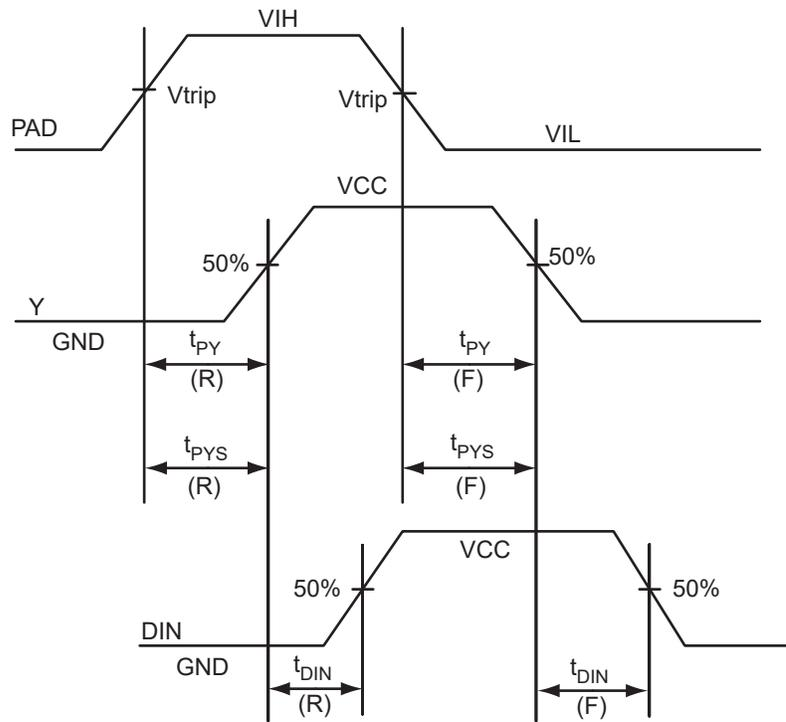 VIH
Vtrip
Vtrip
PAD
VIL
VCC
50%
50%
Y
GND
tPY
(R)
tPY
(F)
tPYS
(R)
tPYS
(F)
VCC
50%
50%
DIN
GND
tDIN
(R)
tDIN
(F)